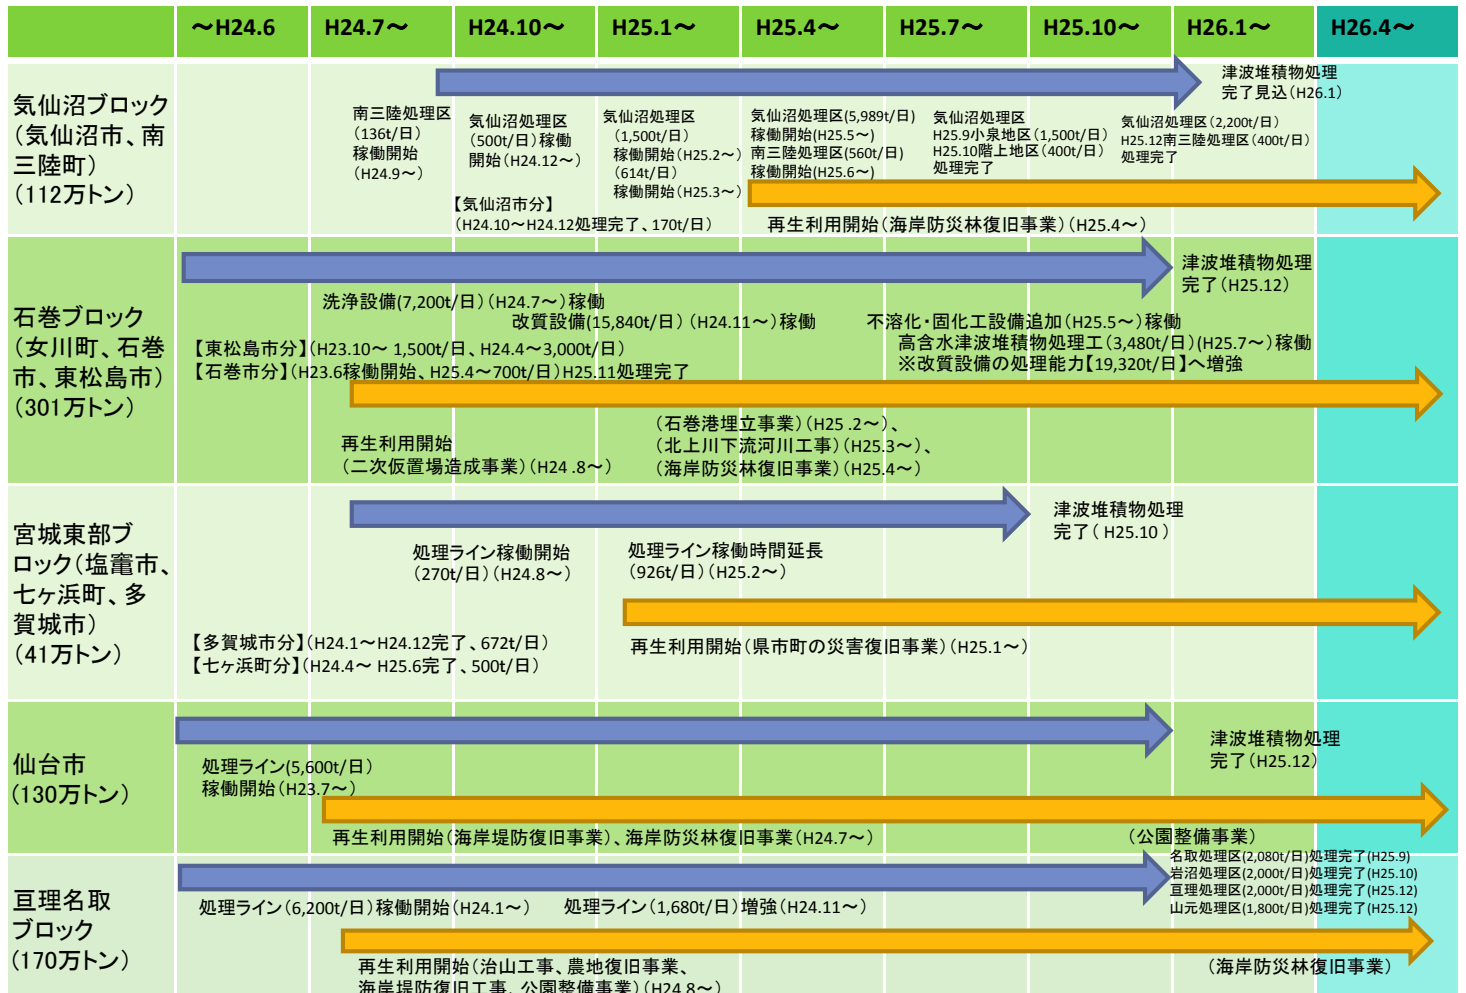 ～H24.6
H24.7～
H24.10～
H25.1～
H25.4～
H25.7～
H25.10～
H26.1～
H26.4～
気仙沼ブロック
（気仙沼市、南
三陸町）
（112万トン）
南三陸処理区
（136t/日）
稼働開始
（H24.9～）
気仙沼処理区
（500t/日）稼働
開始（H24.12～）
気仙沼処理区
（1,500t/日）
稼働開始（H25.2～）
（614t/日）
稼働開始（H25.3～）
気仙沼処理区(5,989t/日)
稼働開始(H25.5～)
南三陸処理区(560t/日)
稼働開始(H25.6～)
気仙沼処理区
H25.9小泉地区（1,500t/日）
H25.10階上地区（400t/日）
処理完了
気仙沼処理区（2,200t/日）
H25.12南三陸処理区（400t/日）
処理完了
津波堆積物処理
完了見込（H26.1）
【気仙沼市分】
（H24.10～H24.12処理完了、170t/日）
再生利用開始（海岸防災林復旧事業）（H25.4～）
石巻ブロック
（女川町、石巻
市、東松島市）
（301万トン）
津波堆積物処理
完了（H25.12）
洗浄設備(7,200t/日）（H24.7～）稼働
改質設備(15,840t/日）（H24.11～）稼働
不溶化・固化工設備追加（H25.5～）稼働
高含水津波堆積物処理工（3,480t/日）(H25.7～）稼働
※改質設備の処理能力【19,320t/日】へ増強
【東松島市分】（H23.10～ 1,500t/日、H24.4～3,000t/日）
【石巻市分】（H23.6稼働開始、H25.4～700t/日）H25.11処理完了
再生利用開始
（二次仮置場造成事業）（H24 .8～）
（石巻港埋立事業）（H25 .2～）、
（北上川下流河川工事）（H25.3～）、
（海岸防災林復旧事業）（H25.4～）
宮城東部ブ
ロック（塩竈市、
七ヶ浜町、多
賀城市）
（41万トン）
処理ライン稼働開始
（270t/日）（H24.8～）
処理ライン稼働時間延長
（926t/日）（H25.2～）
津波堆積物処理
完了（ H25.10 ）
【多賀城市分】（H24.1～H24.12完了、672t/日）
【七ヶ浜町分】（H24.4～ H25.6完了、500t/日）
再生利用開始（県市町の災害復旧事業）（H25.1～）
仙台市
（130万トン）
処理ライン(5,600t/日）
稼働開始（H23.7～）
津波堆積物処理
完了（H25.12）
再生利用開始（海岸堤防復旧事業）、海岸防災林復旧事業（H24.7～）
（公園整備事業）
亘理名取
ブロック
（170万トン）
処理ライン（6,200t/日）稼働開始（H24.1～）
処理ライン（1,680t/日）増強（H24.11～）
名取処理区(2,080t/日)処理完了(H25.9)
岩沼処理区(2,000t/日)処理完了(H25.10)
亘理処理区(2,000t/日)処理完了(H25.12)
山元処理区(1,800t/日)処理完了(H25.12)
再生利用開始（治山工事、農地復旧事業、
海岸堤防復旧工事、公園整備事業）（H24.8～）
（海岸防災林復旧事業）